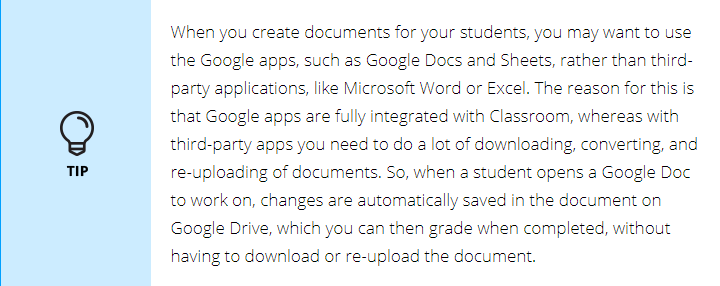 When you create documents for your students, you may want to use
the Google apps, such as Google Docs and Sheets, rather than third-
party applications, like Microsoft Word or Excel. The reason for this is
that Google apps are fully integrated with Classroom, whereas with
third-party apps you need to do a lot of downloading, converting, and
re-uploading of documents. So, when a student opens a Google Doc
to work on, changes are automatically saved in the document on
Google Drive, which you can then grade when completed, without
having to download or re-upload the document.
TIP